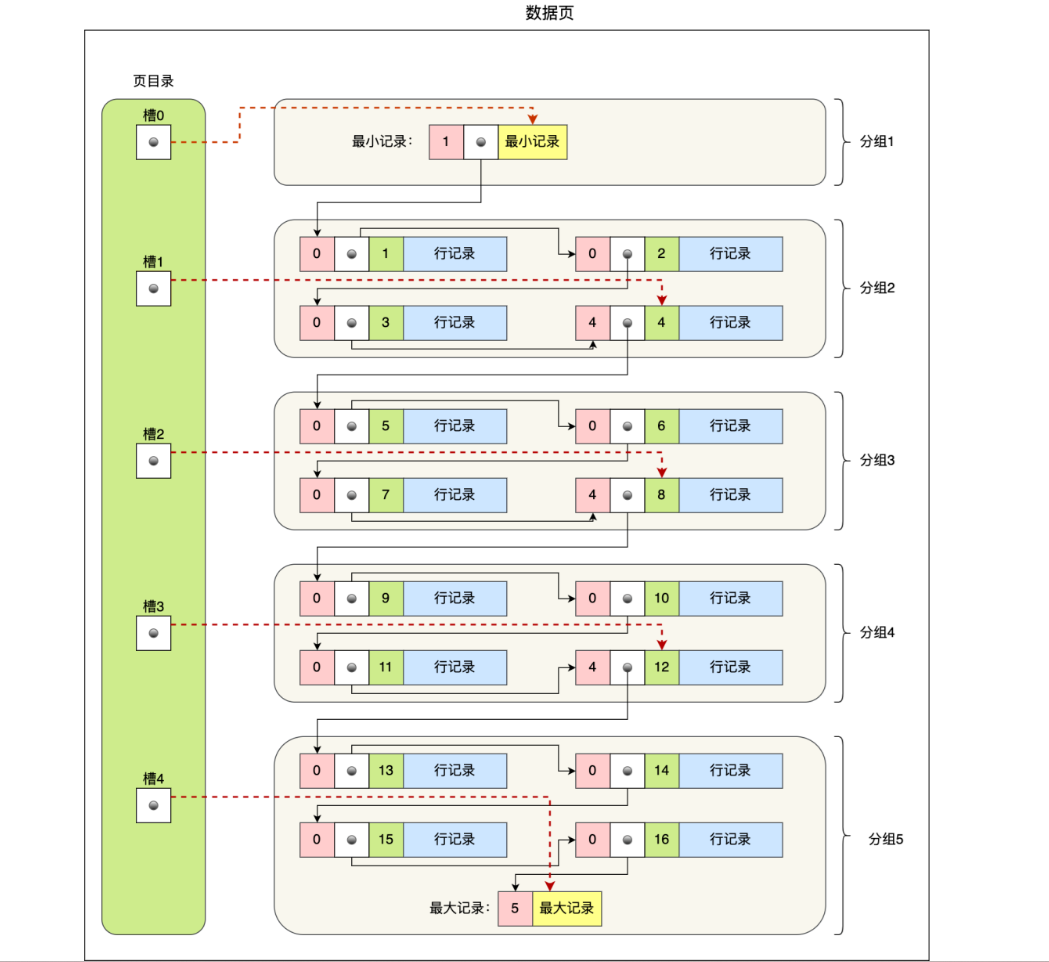 数据页
页目录
槽0
最小记录： 1 最小记录
分组1
0 1 行记录 0 2 行记录
槽1
分组2
0 3 行记录 4 4 行记录
0 5 行记录 0 6 行记录
槽2
分组3
0 7 行记录 4 8 行记录
0 9 行记录 0 10 行记录
槽3
分组4
0 11 行记录 4 12 行记录
0 13 行记录 0 14 行记录
槽4
0 15 行记录 0 16 行记录
分组5
最大记录： 5 最大记录